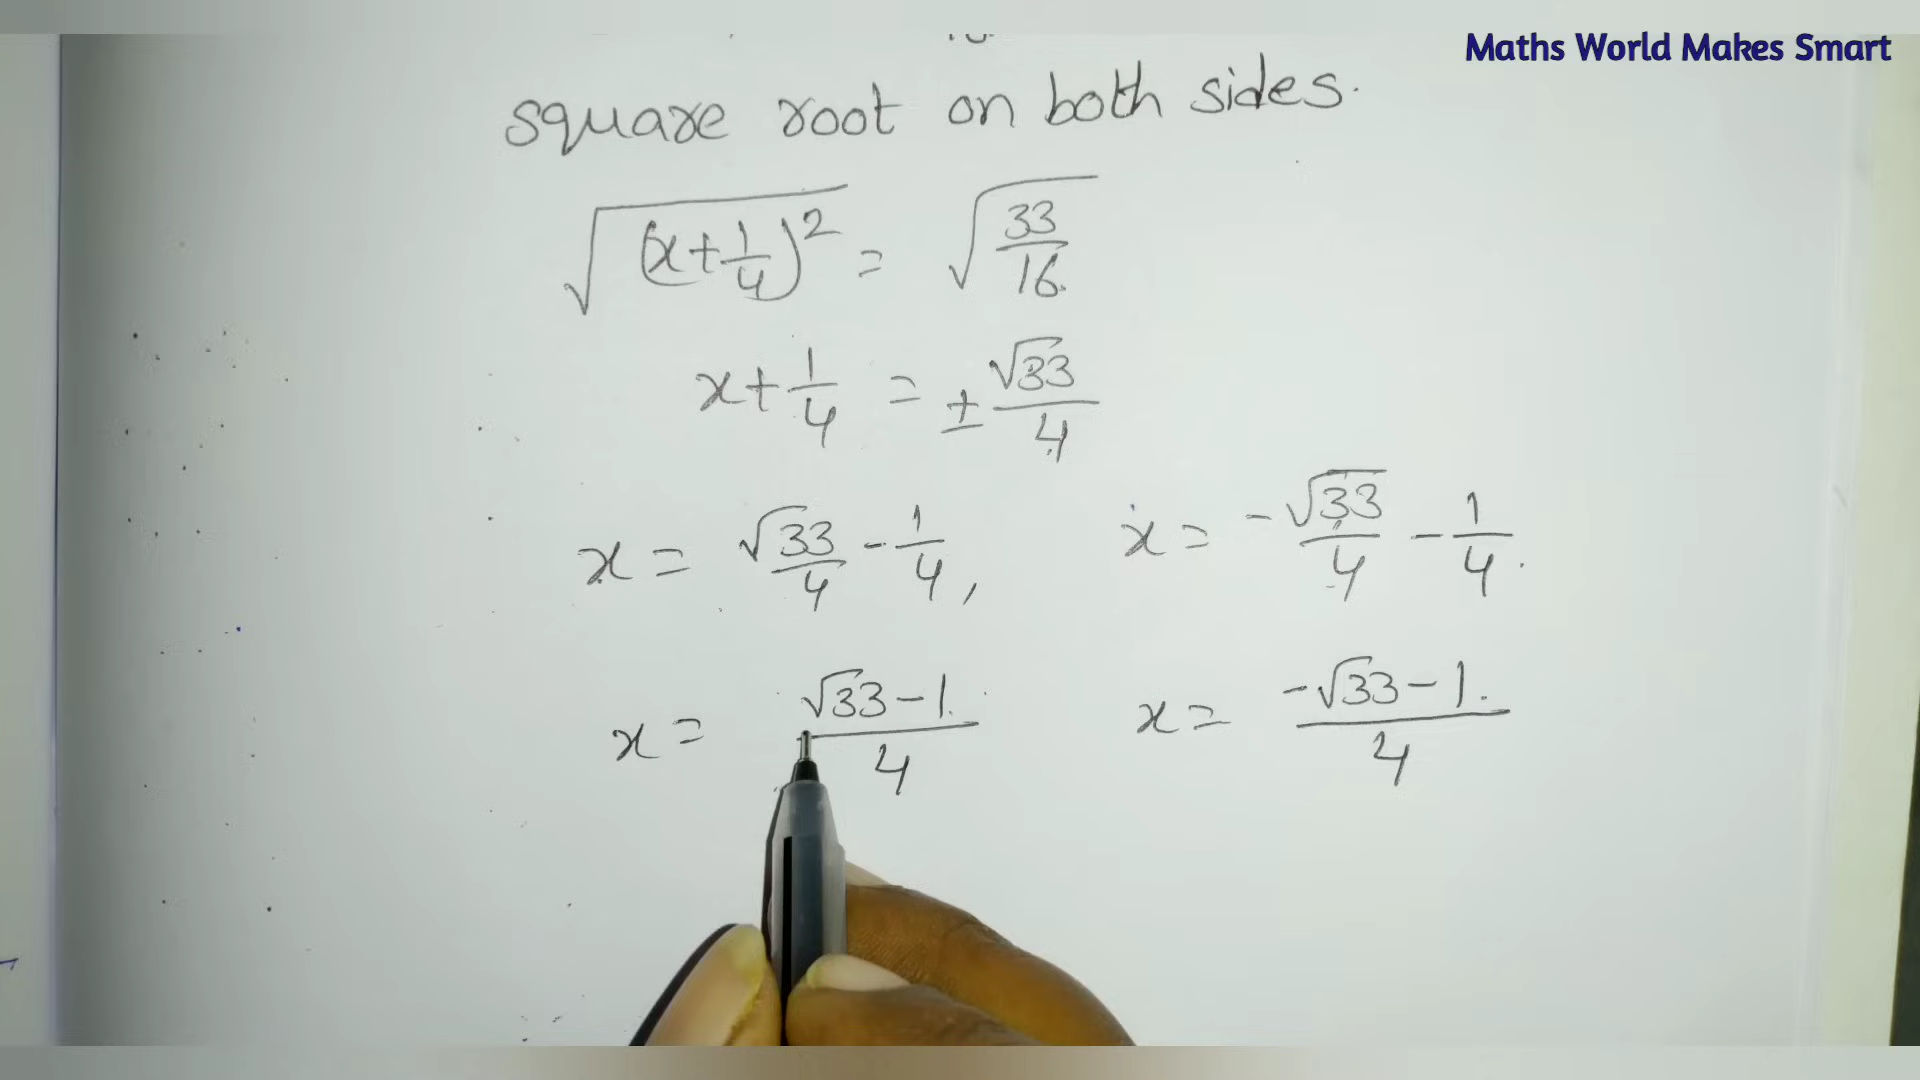 Maths World Makes Smart
square root on both sides.
√(x+1/4)² = √33/16
x+1/4 = ±√33/4
x = √33/4 - 1/4, x = -√33/4 - 1/4.
x = √33-1/4 x = -√33-1/4